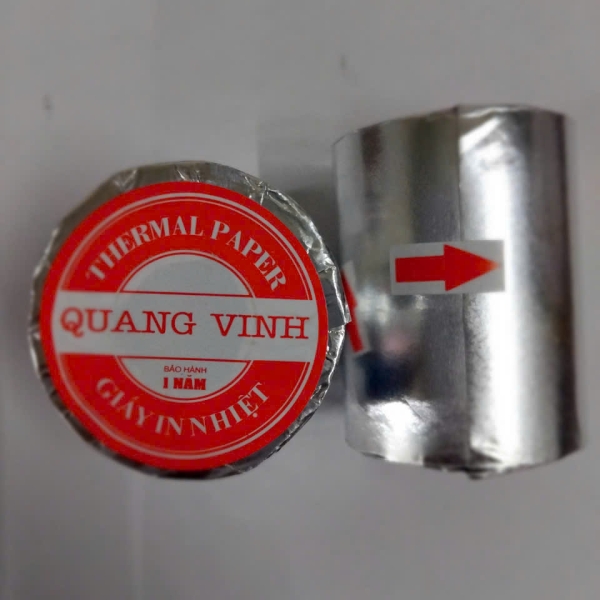 THERMAL PAPER
QUANG VINH
BẢO HÀNH
1 NĂM
GIẤY IN NHIỆT